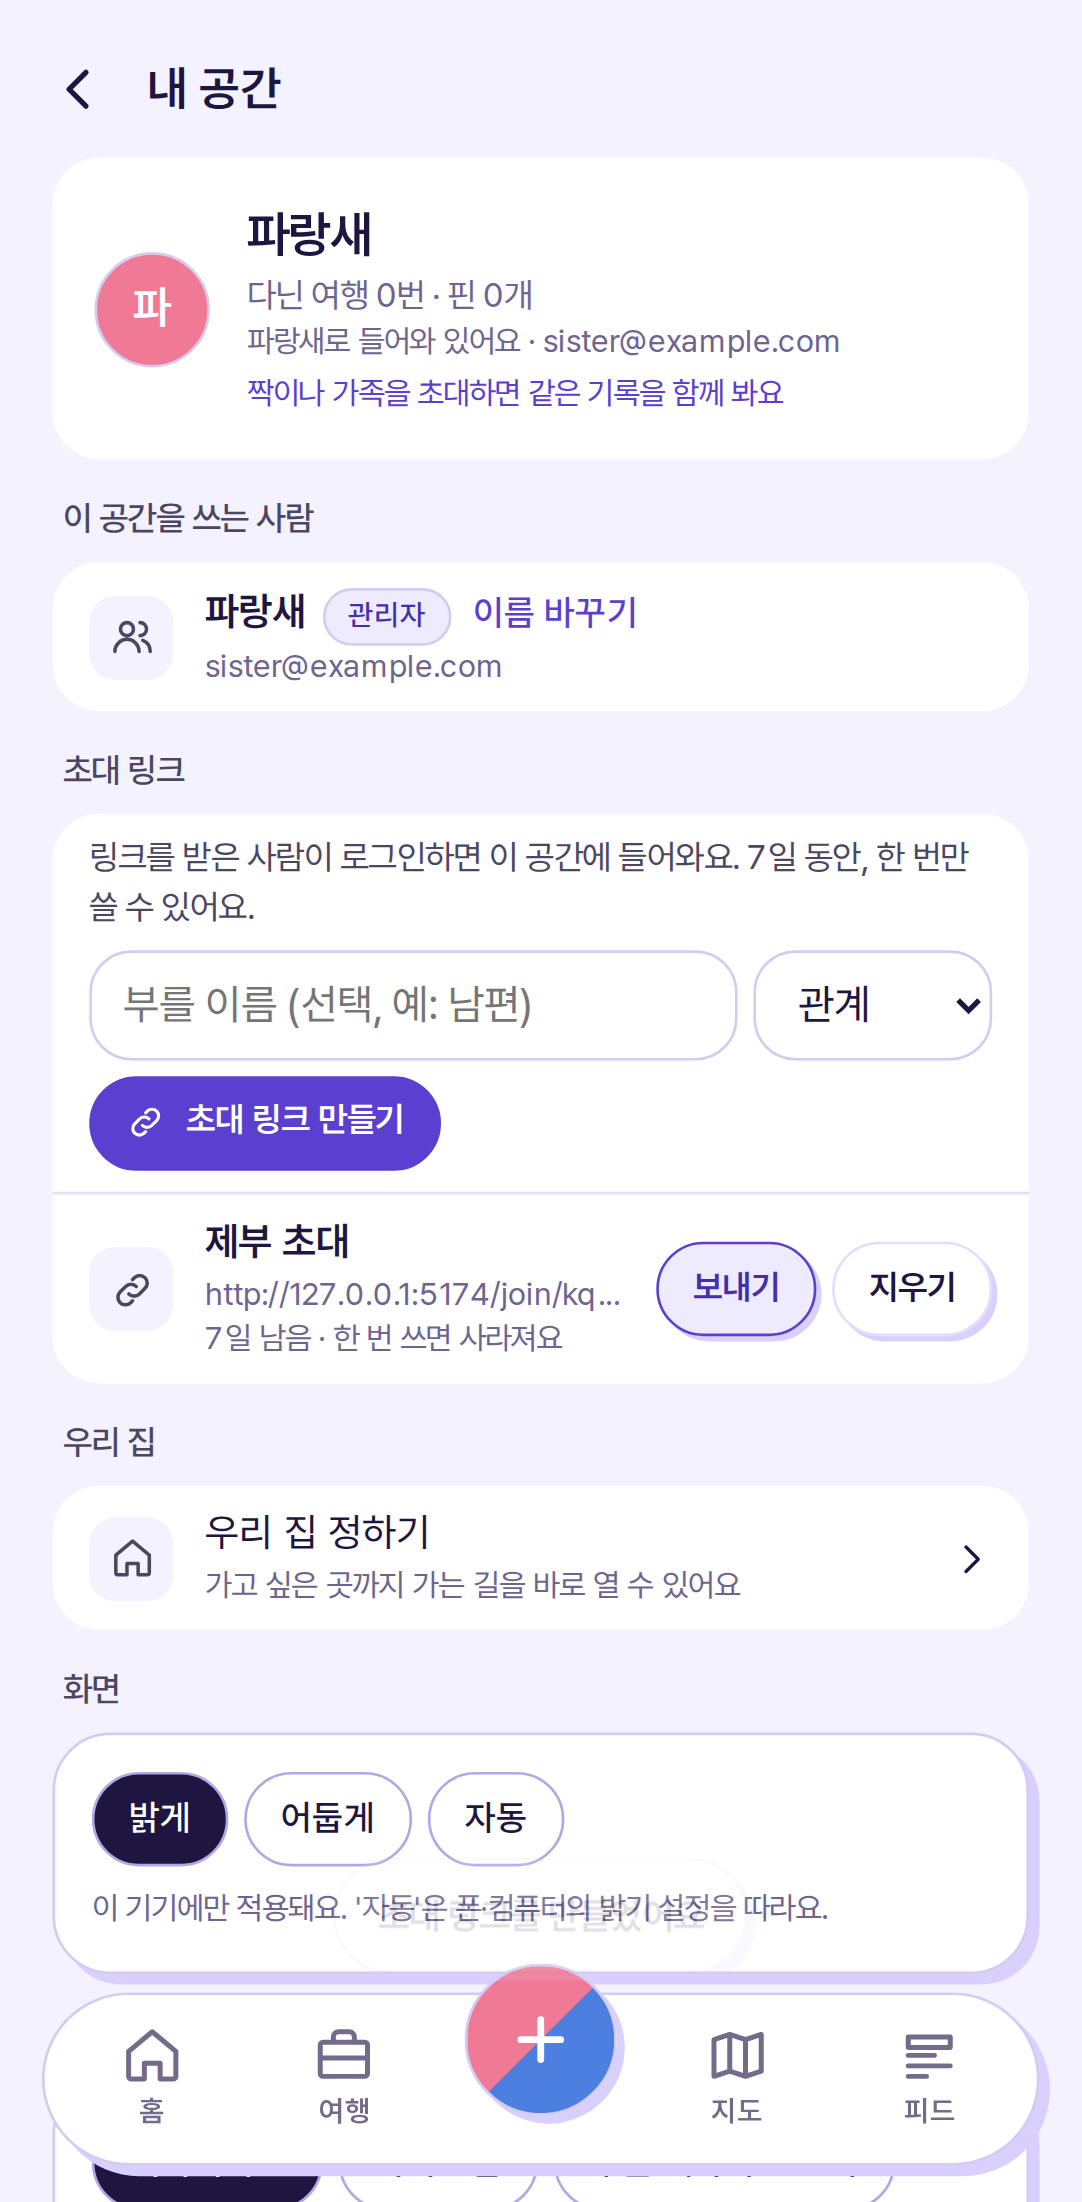 내 공간
파랑새
파
다닌 여행 0번 · 핀 0개
파랑새로 들어와 있어요 · sister@example.com
짝이나 가족을 초대하면 같은 기록을 함께 봐요
이 공간을 쓰는 사람
파랑새 관리자 이름 바꾸기
sister@example.com
초대 링크
링크를 받은 사람이 로그인하면 이 공간에 들어와요. 7일 동안, 한 번만
쓸 수 있어요.
부를 이름 (선택, 예: 남편) 관계
초대 링크 만들기
제부 초대
http://127.0.0.1:5174/join/kq...
7일 남음 · 한 번 쓰면 사라져요
보내기 지우기
우리 집
우리 집 정하기
가고 싶은 곳까지 가는 길을 바로 열 수 있어요
화면
밝게 어둡게 자동
이 기기에만 적용돼요. '자동'은 폰·컴퓨터의 밝기 설정을 따라요.
초대 링크를 만들었어요
홈 여행 지도 피드